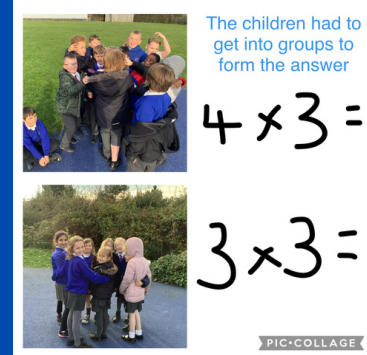 The children had to
get into groups to
form the answer
4 x 3 =
3 x 3 =
PIC•COLLAGE